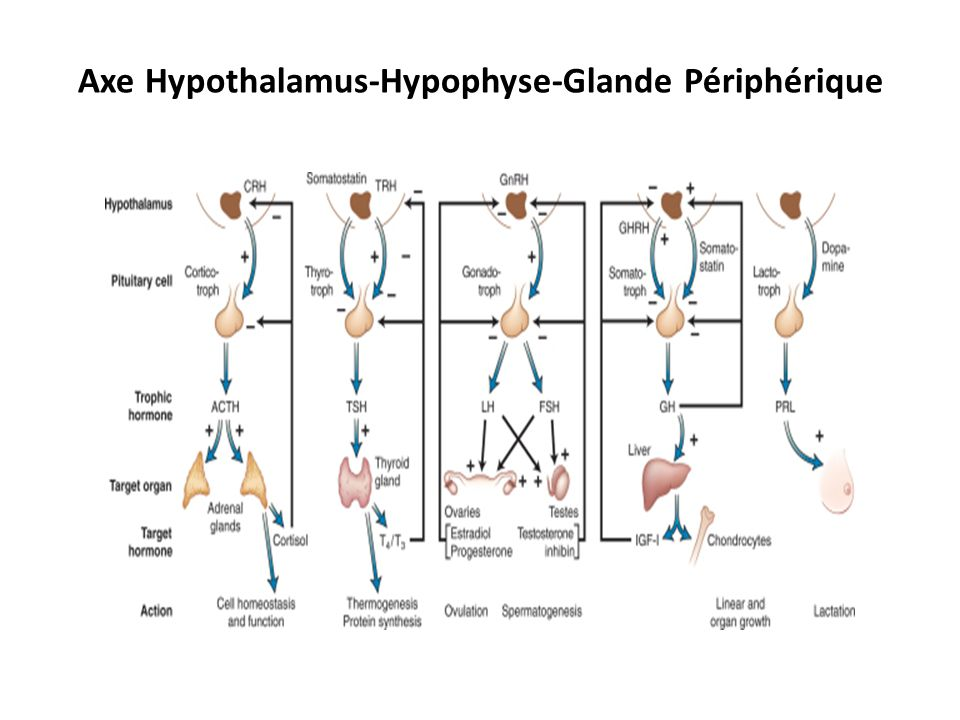 Axe Hypothalamus-Hypophyse-Glande Périphérique
Hypothalamus
CRH
Somatostatin
TRH
GnRH
GHRH
Somato-
statin
Dopa-
mine
Pituitary cell
Cortico-
troph
Thyro-
troph
Gonado-
troph
Somato-
troph
Lacto-
troph
Trophic
hormone
ACTH
TSH
LH
FSH
GH
PRL
Target organ
Adrenal
glands
Thyroid
gland
Ovaries
Testes
Liver
Target
hormone
Cortisol
T4/T3
Estradiol
Progesterone
Testosterone
inhibin
IGF-I
Chondrocytes
Action
Cell homeostasis
and function
Thermogenesis
Protein synthesis
Ovulation
Spermatogenesis
Linear and
organ growth
Lactation